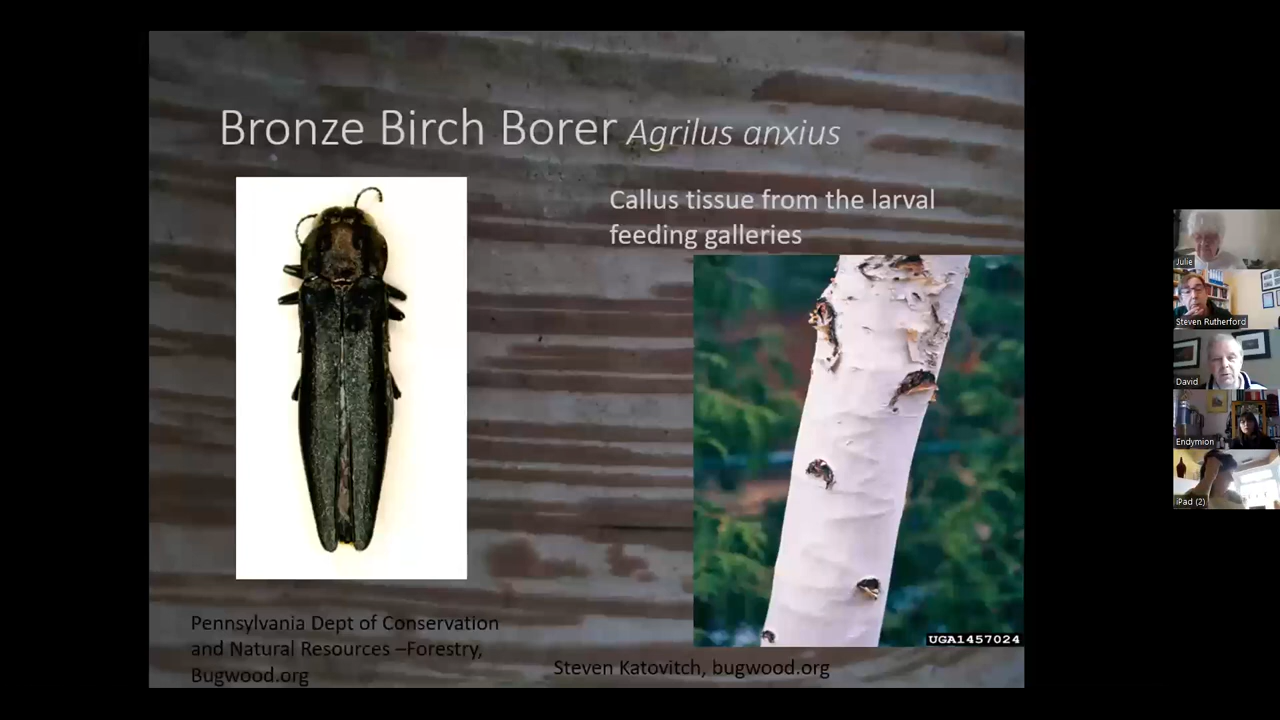 Bronze Birch Borer Agrilus anxius
Callus tissue from the larval
feeding galleries
UGA1457024
Pennsylvania Dept of Conservation
and Natural Resources –Forestry,
Bugwood.org
Steven Katovitch, bugwood.org
Julie
Steven Rutherford
David
Endymion
iPad (2)